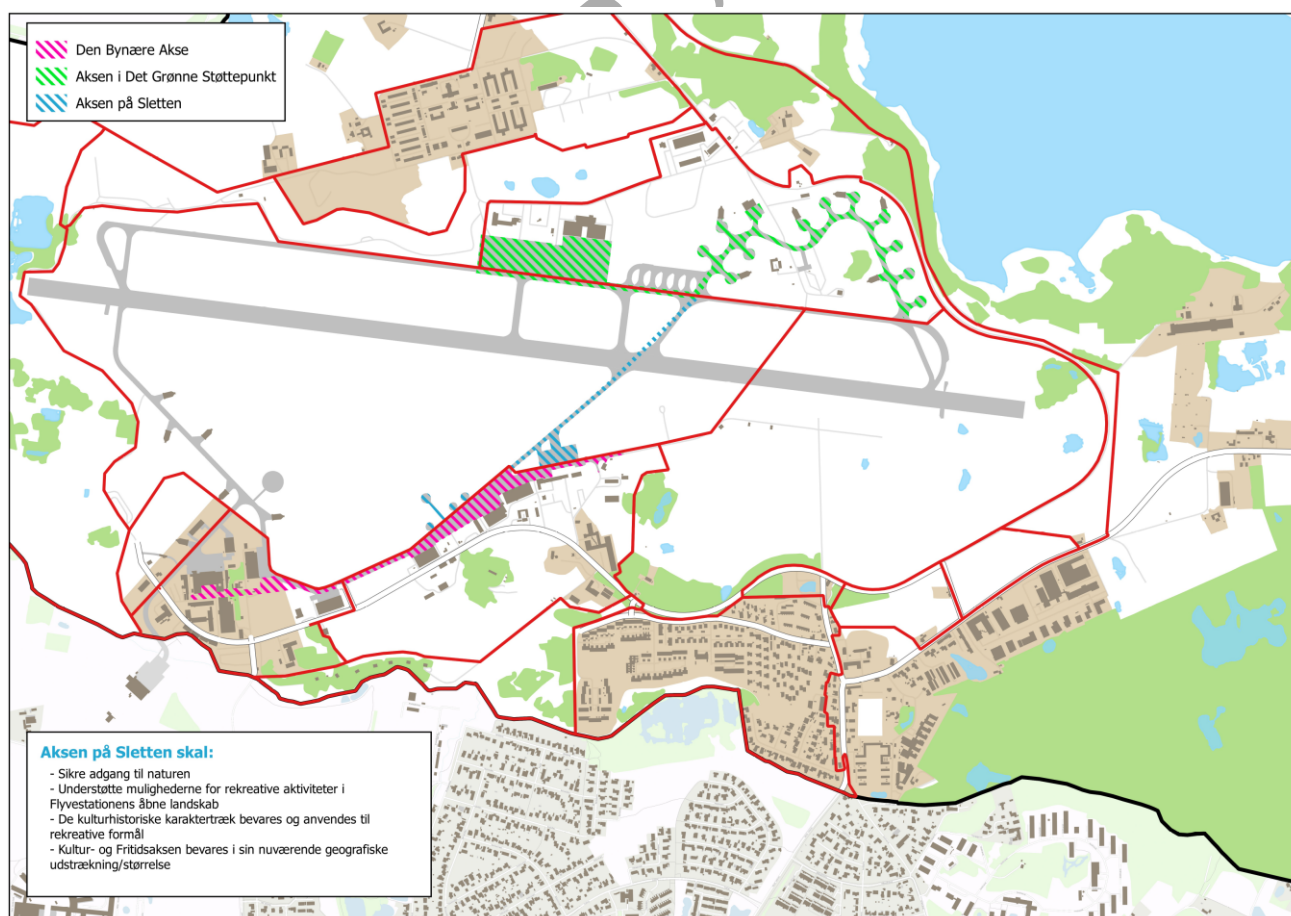 Den Bynære Akse
Aksen i Det Grønne Støttepunkt
Aksen på Sletten
Aksen på Sletten skal:
- Sikre adgang til naturen
- Understøtte mulighederne for rekreative aktiviteter i
Flyvestationens åbne landskab
- De kulturhistoriske karaktertræk bevares og anvendes til
rekreative formål
- Kultur- og Fritidsaksen bevares i sin nuværende geografiske
udstrækning/størrelse